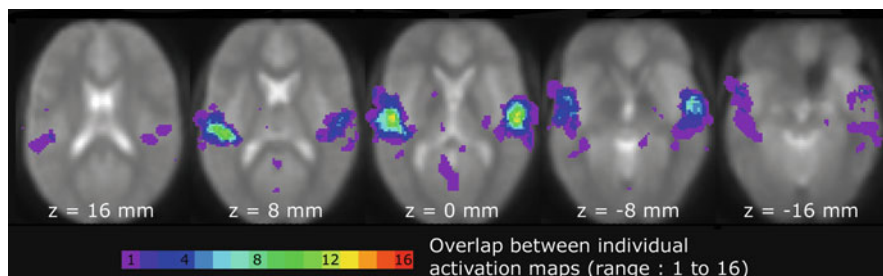 z = 16 mm
z = 8 mm
z = 0 mm
z = -8 mm
z = -16 mm
1 4 8 12 16
Overlap between individual
activation maps (range : 1 to 16)